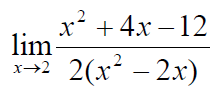 lim x→2 (x² + 4x − 12) / (2(x² − 2x))